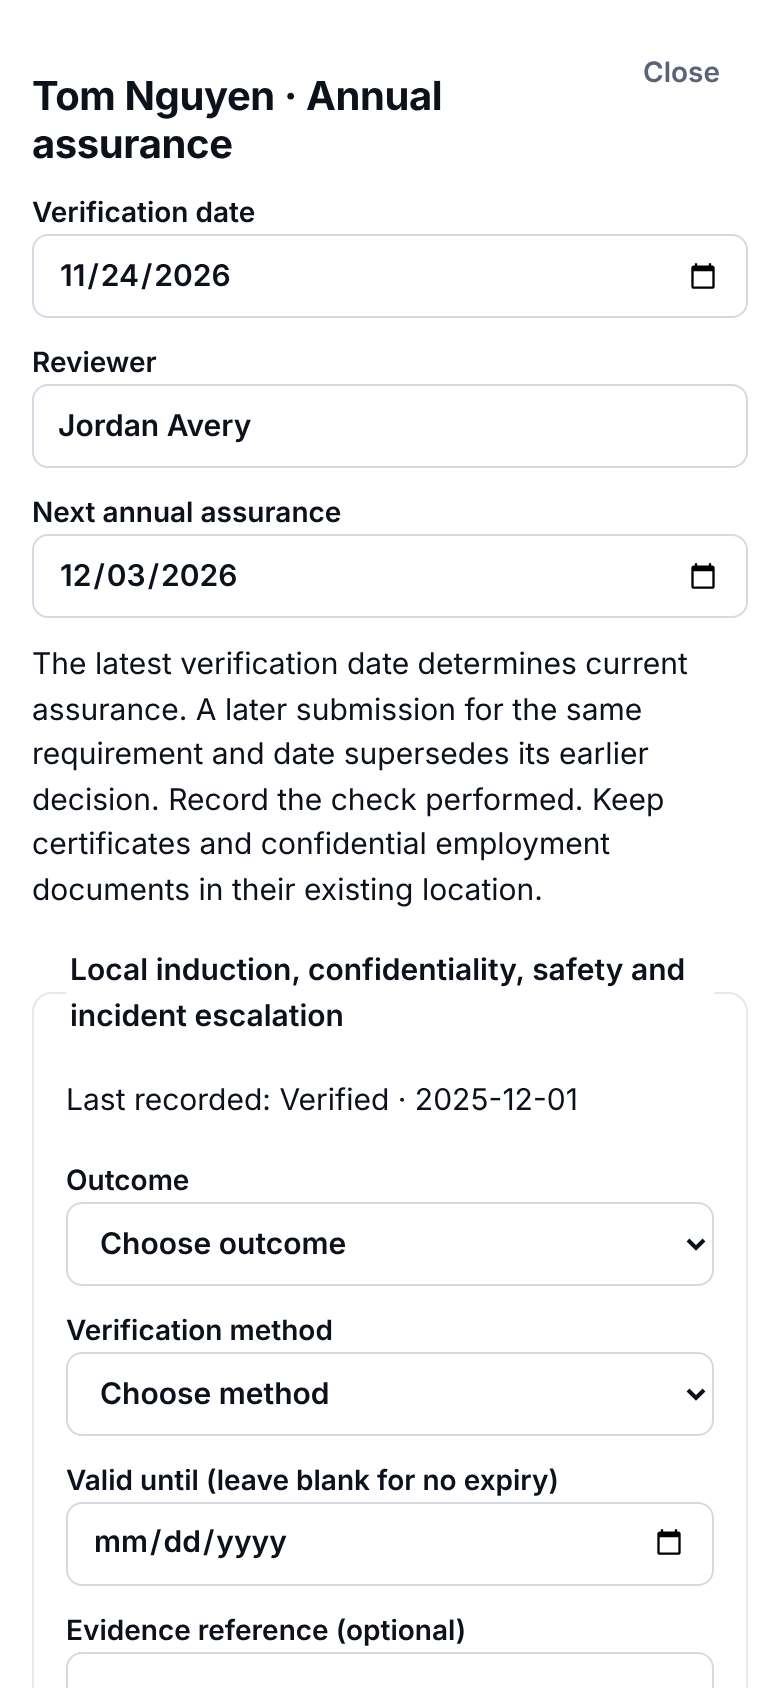 Close
Tom Nguyen · Annual
assurance
Verification date
11/24/2026
Reviewer
Jordan Avery
Next annual assurance
12/03/2026
The latest verification date determines current
assurance. A later submission for the same
requirement and date supersedes its earlier
decision. Record the check performed. Keep
certificates and confidential employment
documents in their existing location.
Local induction, confidentiality, safety and
incident escalation
Last recorded: Verified · 2025-12-01
Outcome
Choose outcome
Verification method
Choose method
Valid until (leave blank for no expiry)
mm/dd/yyyy
Evidence reference (optional)